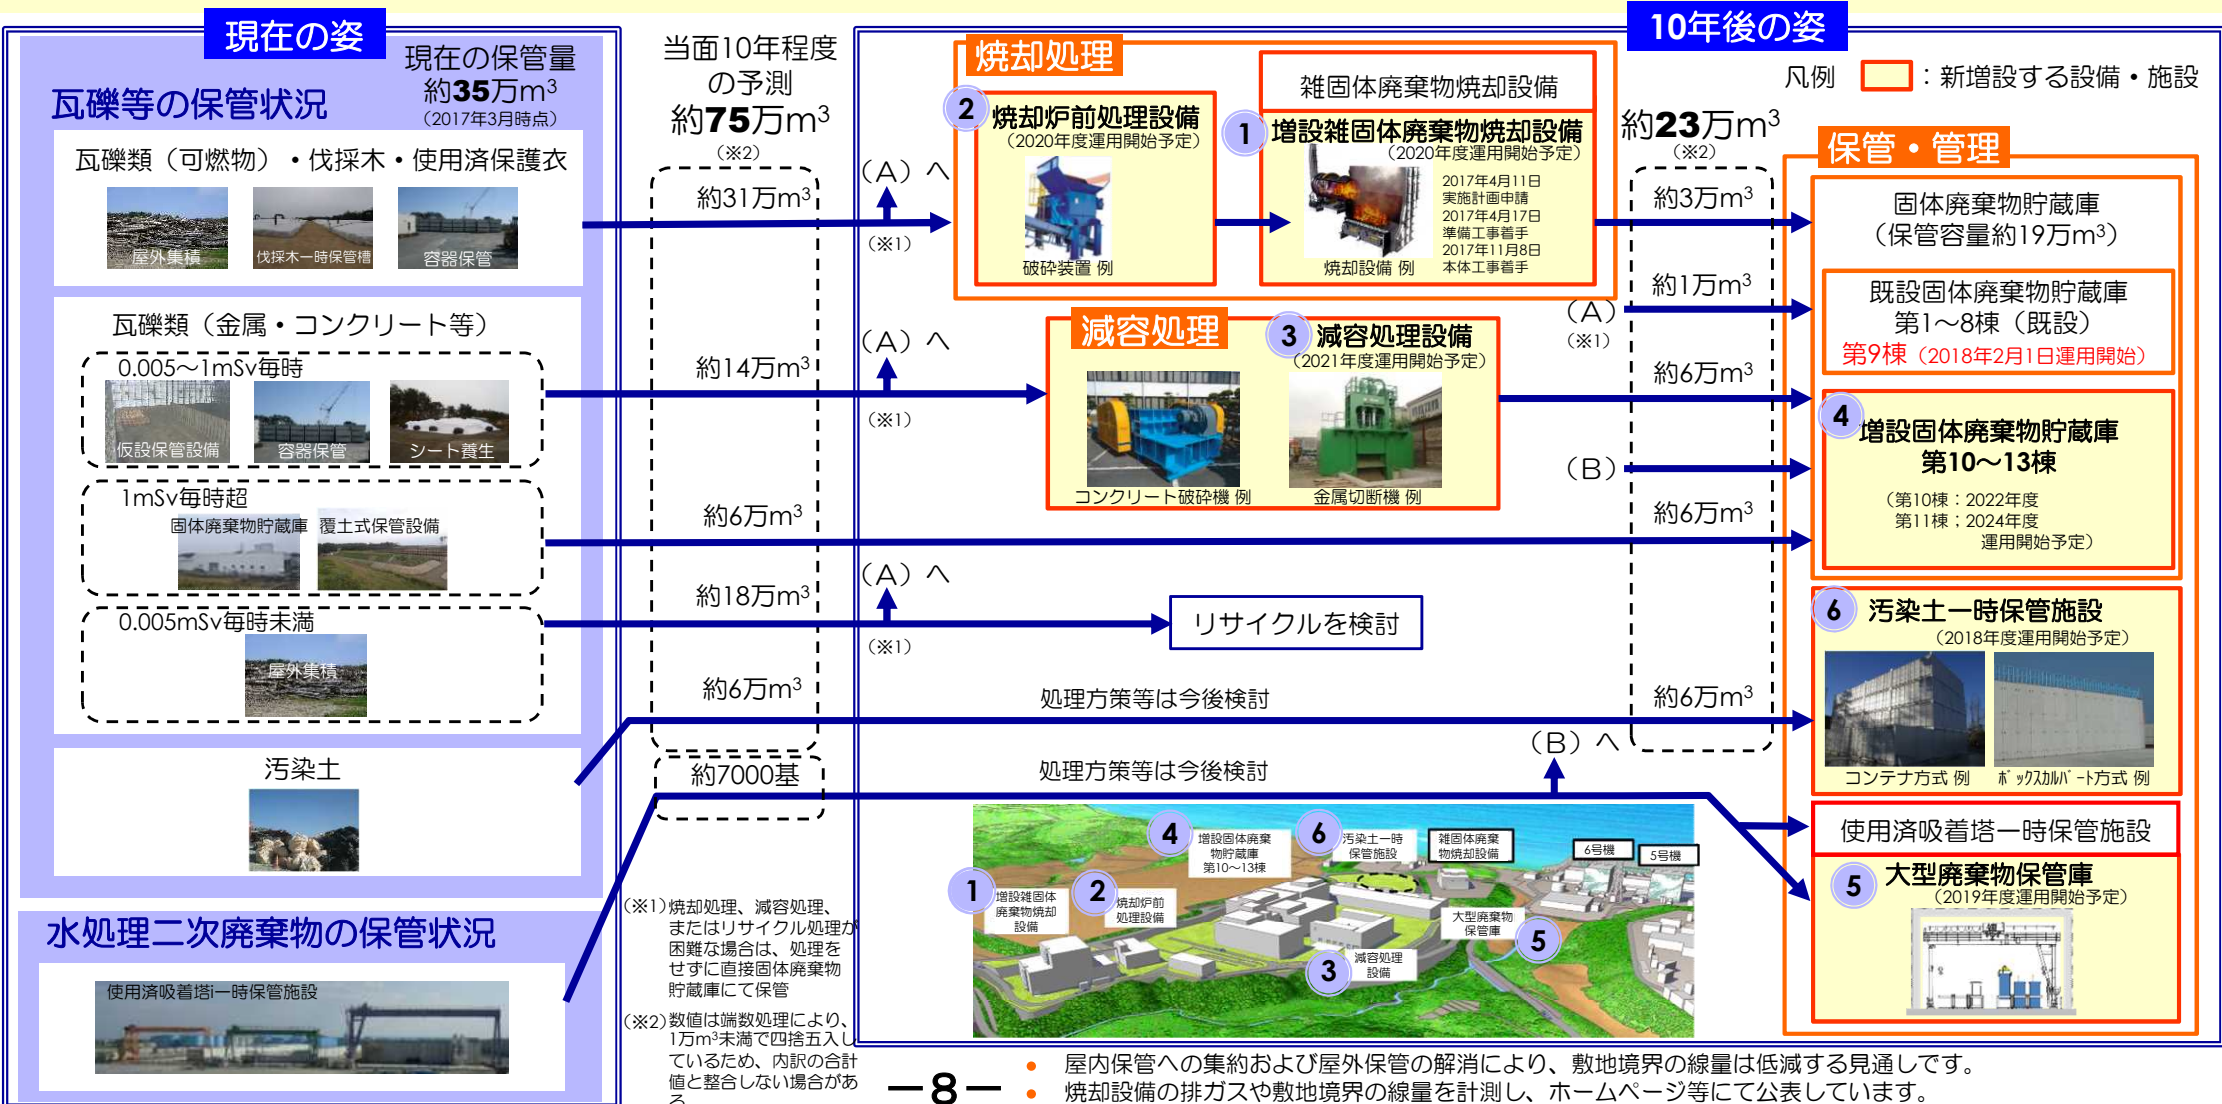 現在の姿
現在の保管量
約35万m³
（2017年3月時点）
瓦礫等の保管状況
瓦礫類（可燃物）・伐採木・使用済保護衣
屋外集積
伐採木一時保管槽
容器保管
瓦礫類（金属・コンクリート等）
0.005～1mSv毎時
仮設保管設備
容器保管
シート養生
1mSv毎時超
固体廃棄物貯蔵庫
覆土式保管設備
0.005mSv毎時未満
屋外集積
汚染土
水処理二次廃棄物の保管状況
使用済吸着塔i一時保管施設
当面10年程度
の予測
約75万m³
（※2）
約31万m³
約14万m³
約6万m³
約18万m³
約6万m³
約7000基
（※1）焼却処理、減容処理、
またはリサイクル処理が
困難な場合は、処理を
せずに直接固体廃棄物
貯蔵庫にて保管
（※2）数値は端数処理により、
1万m³未満で四捨五入し
ているため、内訳の合計
値と整合しない場合があ
る
10年後の姿
凡例
：新増設する設備・施設
（A）へ
（※1）
焼却処理
2
焼却炉前処理設備
（2020年度運用開始予定）
破砕装置 例
雑固体廃棄物焼却設備
1
増設雑固体廃棄物焼却設備
（2020年度運用開始予定）
2017年4月11日
実施計画申請
2017年4月17日
準備工事着手
2017年11月8日
本体工事着手
焼却設備 例
（A）へ
（※1）
減容処理
3
減容処理設備
（2021年度運用開始予定）
コンクリート破砕機 例
金属切断機 例
（A）へ
（※1）
リサイクルを検討
処理方策等は今後検討
処理方策等は今後検討
（B）へ
約23万m³
（※2）
約3万m³
約1万m³
（A）
（※1）
約6万m³
（B）
約6万m³
約6万m³
保管・管理
固体廃棄物貯蔵庫
（保管容量約19万m³）
既設固体廃棄物貯蔵庫
第1～8棟（既設）
第9棟（2018年2月1日運用開始）
4
増設固体廃棄物貯蔵庫
第10～13棟
（第10棟：2022年度
第11棟；2024年度
運用開始予定）
6
汚染土一時保管施設
（2018年度運用開始予定）
コンテナ方式 例
ﾎﾞｯｸｽｶﾙﾊﾞｰﾄ方式 例
使用済吸着塔一時保管施設
5
大型廃棄物保管庫
（2019年度運用開始予定）
4
増設固体廃棄
物貯蔵庫
第10～13棟
6
汚染土一時
保管施設
雑固体廃棄
物焼却設備
6号機
5号機
1
増設雑固体
廃棄物焼却
設備
2
焼却炉前
処理設備
大型廃棄物
保管庫
5
3
減容処理
設備
－8－
• 屋内保管への集約および屋外保管の解消により、敷地境界の線量は低減する見通しです。
• 焼却設備の排ガスや敷地境界の線量を計測し、ホームページ等にて公表しています。